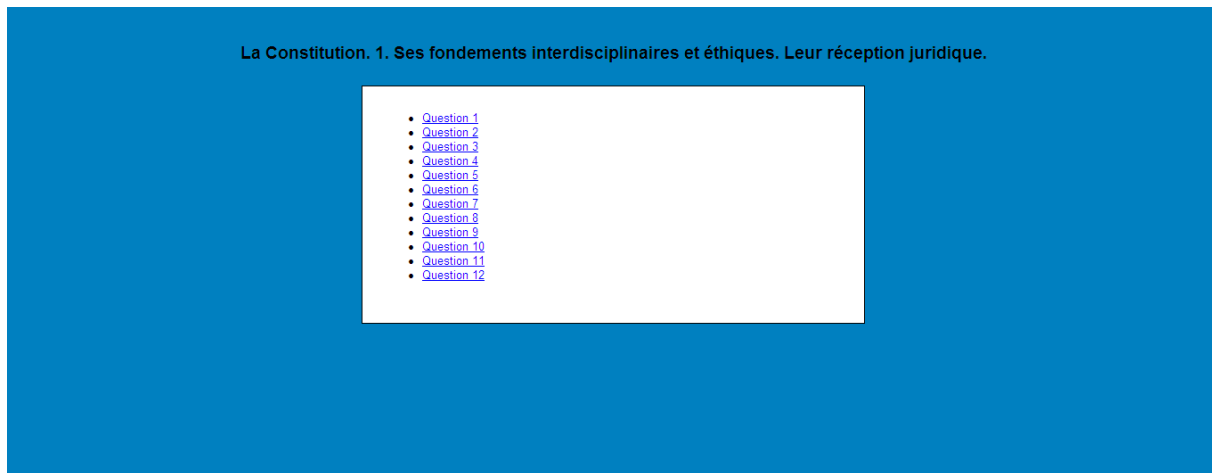 La Constitution. 1. Ses fondements interdisciplinaires et éthiques. Leur réception juridique.
Question 1
Question 2
Question 3
Question 4
Question 5
Question 6
Question 7
Question 8
Question 9
Question 10
Question 11
Question 12